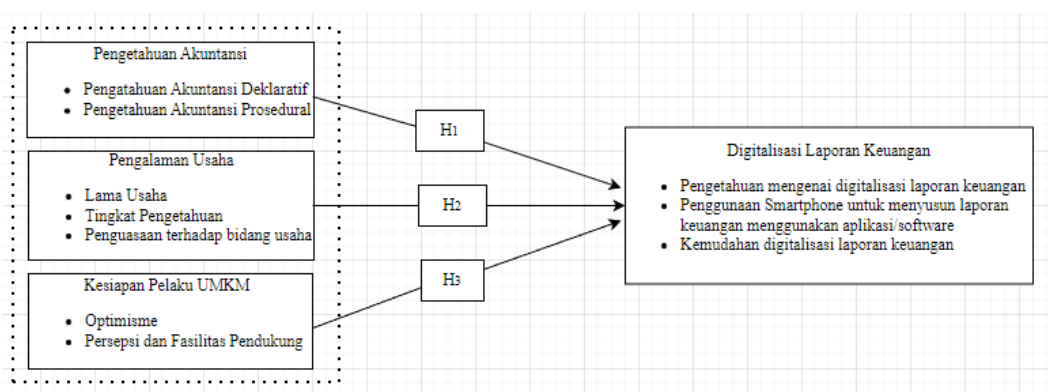 Pengetahuan Akuntansi
• Pengatahuan Akuntansi Deklaratif
• Pengetahuan Akuntansi Prosedural
Pengalaman Usaha
• Lama Usaha
• Tingkat Pengetahuan
• Penguasaan terhadap bidang usaha
Kesiapan Pelaku UMKM
• Optimisme
• Persepsi dan Fasilitas Pendukung
H1
H2
H3
Digitalisasi Laporan Keuangan
• Pengetahuan mengenai digitalisasi laporan keuangan
• Penggunaan Smartphone untuk menyusun laporan
keuangan menggunakan aplikasi/software
• Kemudahan digitalisasi laporan keuangan